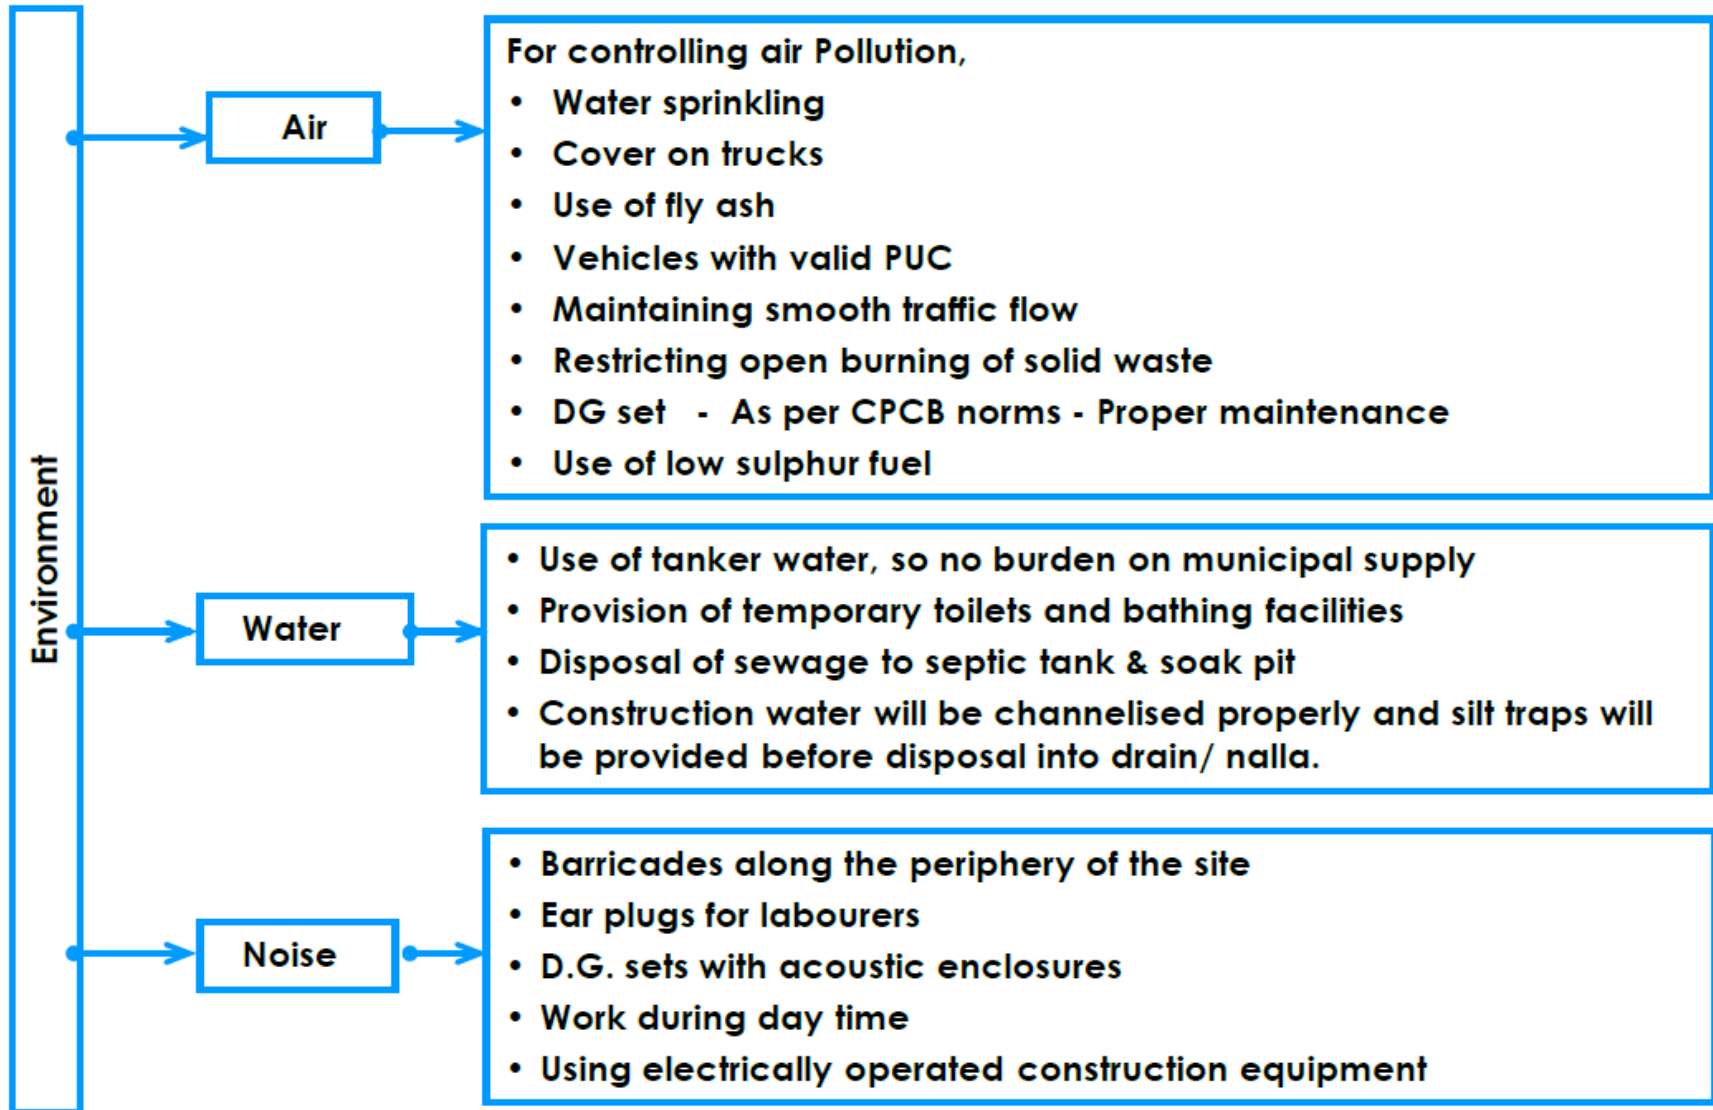 Environment
Air
For controlling air Pollution,
• Water sprinkling
• Cover on trucks
• Use of fly ash
• Vehicles with valid PUC
• Maintaining smooth traffic flow
• Restricting open burning of solid waste
• DG set - As per CPCB norms - Proper maintenance
• Use of low sulphur fuel
Water
• Use of tanker water, so no burden on municipal supply
• Provision of temporary toilets and bathing facilities
• Disposal of sewage to septic tank & soak pit
• Construction water will be channelised properly and silt traps will
be provided before disposal into drain/ nalla.
Noise
• Barricades along the periphery of the site
• Ear plugs for labourers
• D.G. sets with acoustic enclosures
• Work during day time
• Using electrically operated construction equipment